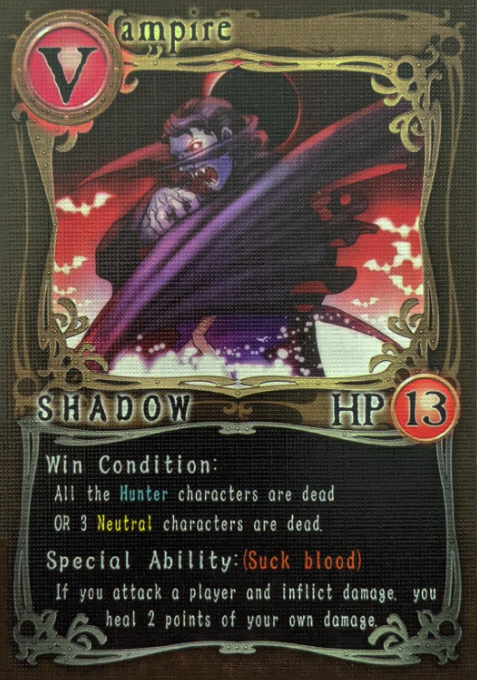 Vampire
SHADOW HP 13
Win Condition:
All the Hunter characters are dead
OR 3 Neutral characters are dead.
Special Ability:(Suck blood)
If you attack a player and inflict damage, you
heal 2 points of your own damage.